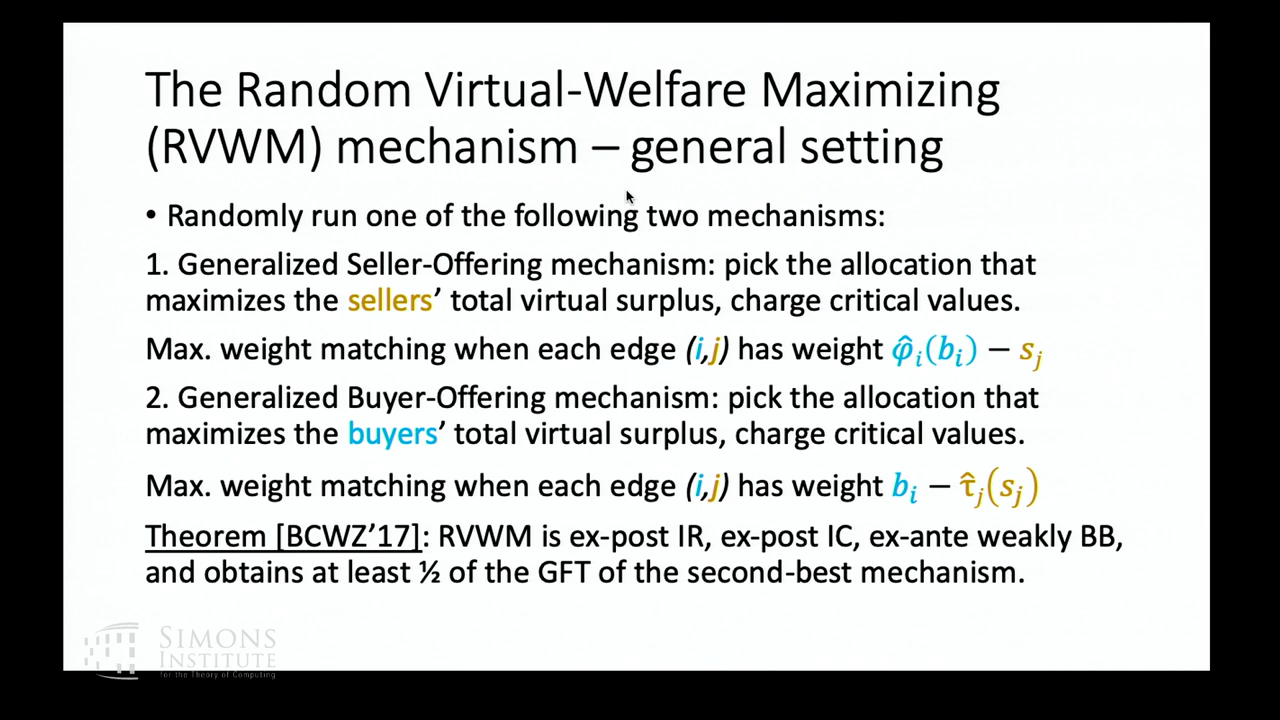 The Random Virtual-Welfare Maximizing
(RVWM) mechanism – general setting
• Randomly run one of the following two mechanisms:
1. Generalized Seller-Offering mechanism: pick the allocation that
maximizes the sellers’ total virtual surplus, charge critical values.
Max. weight matching when each edge (i,j) has weight φ̂ᵢ(bᵢ) − sⱼ
2. Generalized Buyer-Offering mechanism: pick the allocation that
maximizes the buyers’ total virtual surplus, charge critical values.
Max. weight matching when each edge (i,j) has weight bᵢ − τ̂ⱼ(sⱼ)
Theorem [BCWZ’17]: RVWM is ex-post IR, ex-post IC, ex-ante weakly BB,
and obtains at least ½ of the GFT of the second-best mechanism.
SIMONS
INSTITUTE
for the Theory of Computing